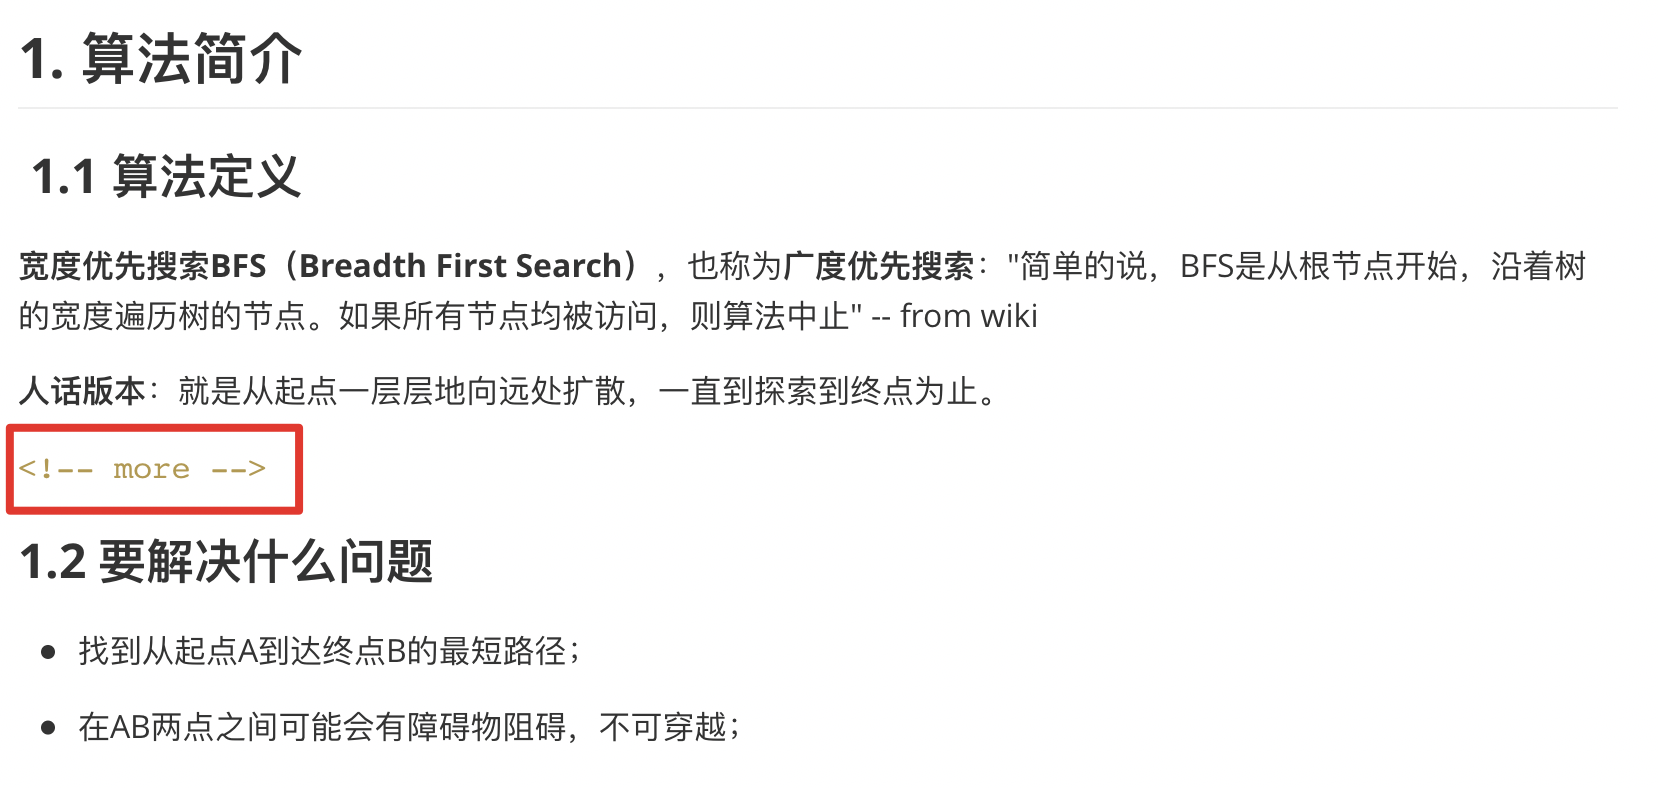 1. 算法简介
1.1 算法定义
宽度优先搜索BFS（Breadth First Search），也称为广度优先搜索："简单的说，BFS是从根节点开始，沿着树
的宽度遍历树的节点。如果所有节点均被访问，则算法中止" -- from wiki
人话版本：就是从起点一层层地向远处扩散，一直到探索到终点为止。
<!-- more -->
1.2 要解决什么问题
● 找到从起点A到达终点B的最短路径；
● 在AB两点之间可能会有障碍物阻碍，不可穿越；